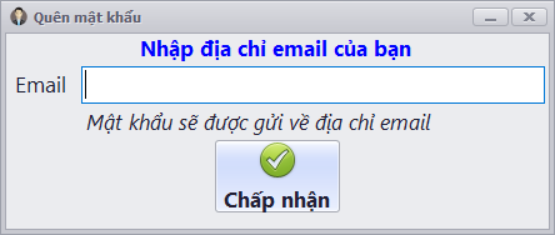 Quên mật khẩu
Nhập địa chỉ email của bạn
Email
Mật khẩu sẽ được gửi về địa chỉ email
Chấp nhận